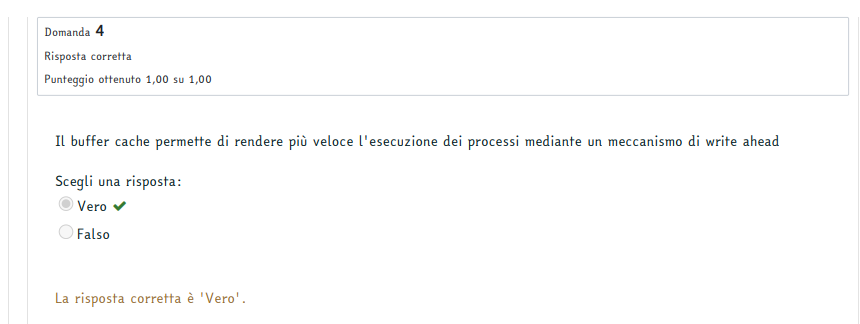 Domanda 4
Risposta corretta
Punteggio ottenuto 1,00 su 1,00
Il buffer cache permette di rendere più veloce l'esecuzione dei processi mediante un meccanismo di write ahead
Scegli una risposta:
Vero
Falso
La risposta corretta è 'Vero'.